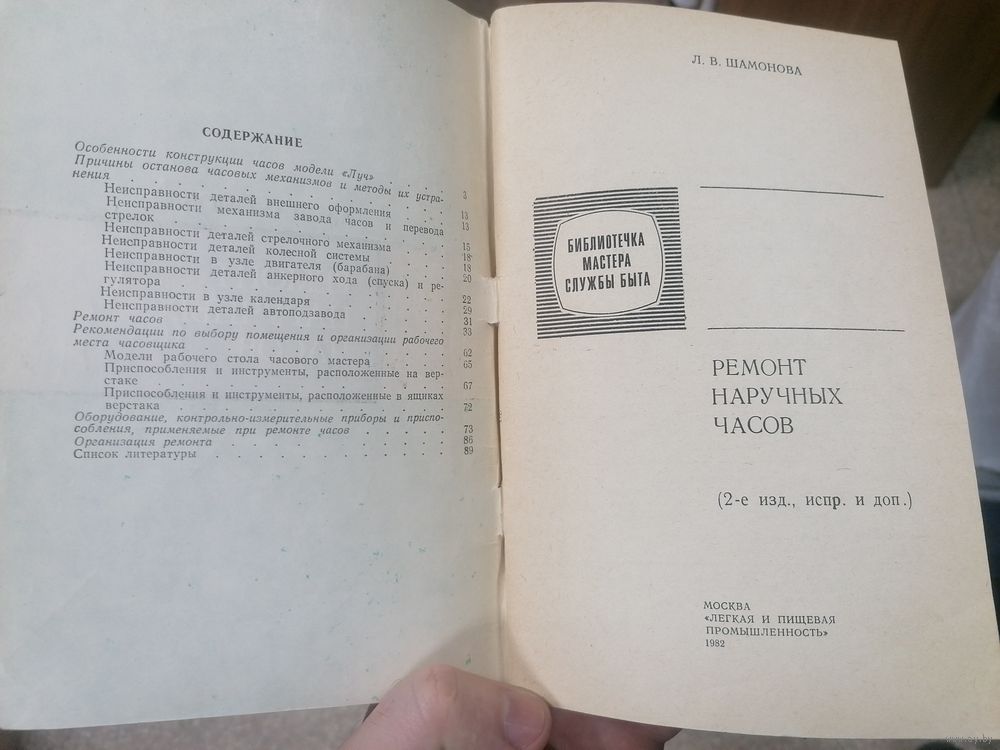 СОДЕРЖАНИЕ
Особенности конструкции часов модели «Луч» . . . . 3
Причины останова часовых механизмов и методы их устра-
нения . . . . . . . . . . . . . 13
Неисправности деталей внешнего оформления . . . 13
Неисправности механизма завода часов и перевода
стрелок . . . . . . . . . . . . 15
Неисправности деталей стрелочного механизма . . . 18
Неисправности деталей колесной системы . . . . 18
Неисправности в узле двигателя (барабана) . . . 20
Неисправности деталей анкерного хода (спуска) и ре-
гулятора . . . . . . . . . . . . 22
Неисправности в узле календаря . . . . . . 29
Неисправности деталей автоподзавода . . . . . 31
Ремонт часов . . . . . . . . . . . . 33
Рекомендации по выбору помещения и организации рабочего
места часовщика . . . . . . . . . . . 62
Модели рабочего стола часового мастера . . . . 65
Приспособления и инструменты, расположенные на вер-
стаке . . . . . . . . . . . . . 67
Приспособления и инструменты, расположенные в ящиках
верстака . . . . . . . . . . . . 72
Оборудование, контрольно-измерительные приборы и приспо-
собления, применяемые при ремонте часов . . . . . 73
Организация ремонта . . . . . . . . . . 86
Список литературы . . . . . . . . . . . 89
Л. В. ШАМОНОВА
БИБЛИОТЕЧКА
МАСТЕРА
СЛУЖБЫ БЫТА
РЕМОНТ
НАРУЧНЫХ
ЧАСОВ
(2-е изд., испр. и доп.)
МОСКВА
«ЛЕГКАЯ И ПИЩЕВАЯ
ПРОМЫШЛЕННОСТЬ»
1982
www.ay.by